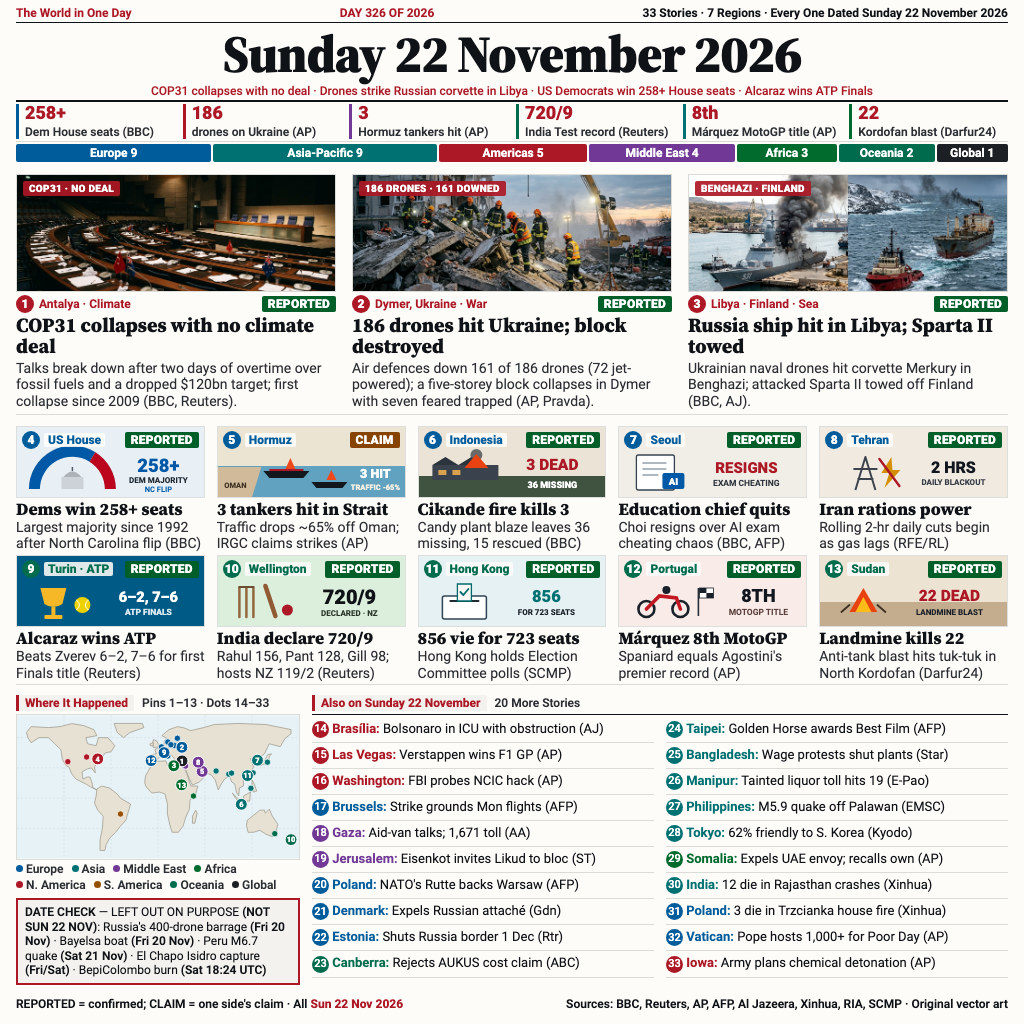 The World in One Day
DAY 326 OF 2026
33 Stories · 7 Regions · Every One Dated Sunday 22 November 2026
Sunday 22 November 2026
COP31 collapses with no deal · Drones strike Russian corvette in Libya · US Democrats win 258+ House seats · Alcaraz wins ATP Finals
258+
Dem House seats (BBC)
186
drones on Ukraine (AP)
3
Hormuz tankers hit (AP)
720/9
India Test record (Reuters)
8th
Márquez MotoGP title (AP)
22
Kordofan blast (Darfur24)
Europe 9
Asia-Pacific 9
Americas 5
Middle East 4
Africa 3
Oceania 2
Global 1
COP31 · NO DEAL
1 Antalya · Climate
REPORTED
COP31 collapses with no climate
deal
Talks break down after two days of overtime over
fossil fuels and a dropped $120bn target; first
collapse since 2009 (BBC, Reuters).
186 DRONES · 161 DOWNED
2 Dymer, Ukraine · War
REPORTED
186 drones hit Ukraine; block
destroyed
Air defences down 161 of 186 drones (72 jet-
powered); a five-storey block collapses in Dymer
with seven feared trapped (AP, Pravda).
BENGHAZI · FINLAND
3 Libya · Finland · Sea
REPORTED
Russia ship hit in Libya; Sparta II
towed
Ukrainian naval drones hit corvette Merkury in
Benghazi; attacked Sparta II towed off Finland
(BBC, AJ).
4 US House
REPORTED
258+
DEM MAJORITY
NC FLIP
Dems win 258+ seats
Largest majority since 1992
after North Carolina flip (BBC)
5 Hormuz
CLAIM
OMAN
3 HIT
TRAFFIC -65%
3 tankers hit in Strait
Traffic drops ~65% off Oman;
IRGC claims strikes (AP)
6 Indonesia
REPORTED
3 DEAD
36 MISSING
Cikande fire kills 3
Candy plant blaze leaves 36
missing, 15 rescued (BBC)
7 Seoul
REPORTED
AI
RESIGNS
EXAM CHEATING
Education chief quits
Choi resigns over AI exam
cheating chaos (BBC, AFP)
8 Tehran
REPORTED
2 HRS
DAILY BLACKOUT
Iran rations power
Rolling 2-hr daily cuts begin
as gas lags (RFE/RL)
9 Turin · ATP
REPORTED
6–2, 7–6
ATP FINALS
Alcaraz wins ATP
Beats Zverev 6–2, 7–6 for first
Finals title (Reuters)
10 Wellington
REPORTED
720/9
DECLARED · NZ
India declare 720/9
Rahul 156, Pant 128, Gill 98;
hosts NZ 119/2 (Reuters)
11 Hong Kong
REPORTED
856
FOR 723 SEATS
856 vie for 723 seats
Hong Kong holds Election
Committee polls (SCMP)
12 Portugal
REPORTED
8TH
MOTOGP TITLE
Márquez 8th MotoGP
Spaniard equals Agostini's
premier record (AP)
13 Sudan
REPORTED
22 DEAD
LANDMINE BLAST
Landmine kills 22
Anti-tank blast hits tuk-tuk in
North Kordofan (Darfur24)
Where It Happened
Pins 1–13 · Dots 14–33
4
12
9
2
3
1
8
5
13
7
11
6
10
Europe
Asia
Middle East
Africa
N. America
S. America
Oceania
Global
DATE CHECK — LEFT OUT ON PURPOSE (NOT
SUN 22 NOV): Russia's 400-drone barrage (Fri 20
Nov) · Bayelsa boat (Fri 20 Nov) · Peru M6.7
quake (Sat 21 Nov) · El Chapo Isidro capture
(Fri/Sat) · BepiColombo burn (Sat 18:24 UTC)
Also on Sunday 22 November
20 More Stories
14 Brasília: Bolsonaro in ICU with obstruction (AJ)
15 Las Vegas: Verstappen wins F1 GP (AP)
16 Washington: FBI probes NCIC hack (AP)
17 Brussels: Strike grounds Mon flights (AFP)
18 Gaza: Aid-van talks; 1,671 toll (AA)
19 Jerusalem: Eisenkot invites Likud to bloc (ST)
20 Poland: NATO's Rutte backs Warsaw (AFP)
21 Denmark: Expels Russian attaché (Gdn)
22 Estonia: Shuts Russia border 1 Dec (Rtr)
23 Canberra: Rejects AUKUS cost claim (ABC)
24 Taipei: Golden Horse awards Best Film (AFP)
25 Bangladesh: Wage protests shut plants (Star)
26 Manipur: Tainted liquor toll hits 19 (E-Pao)
27 Philippines: M5.9 quake off Palawan (EMSC)
28 Tokyo: 62% friendly to S. Korea (Kyodo)
29 Somalia: Expels UAE envoy; recalls own (AP)
30 India: 12 die in Rajasthan crashes (Xinhua)
31 Poland: 3 die in Trzcianka house fire (Xinhua)
32 Vatican: Pope hosts 1,000+ for Poor Day (AP)
33 Iowa: Army plans chemical detonation (AP)
REPORTED = confirmed; CLAIM = one side's claim · All Sun 22 Nov 2026
Sources: BBC, Reuters, AP, AFP, Al Jazeera, Xinhua, RIA, SCMP · Original vector art